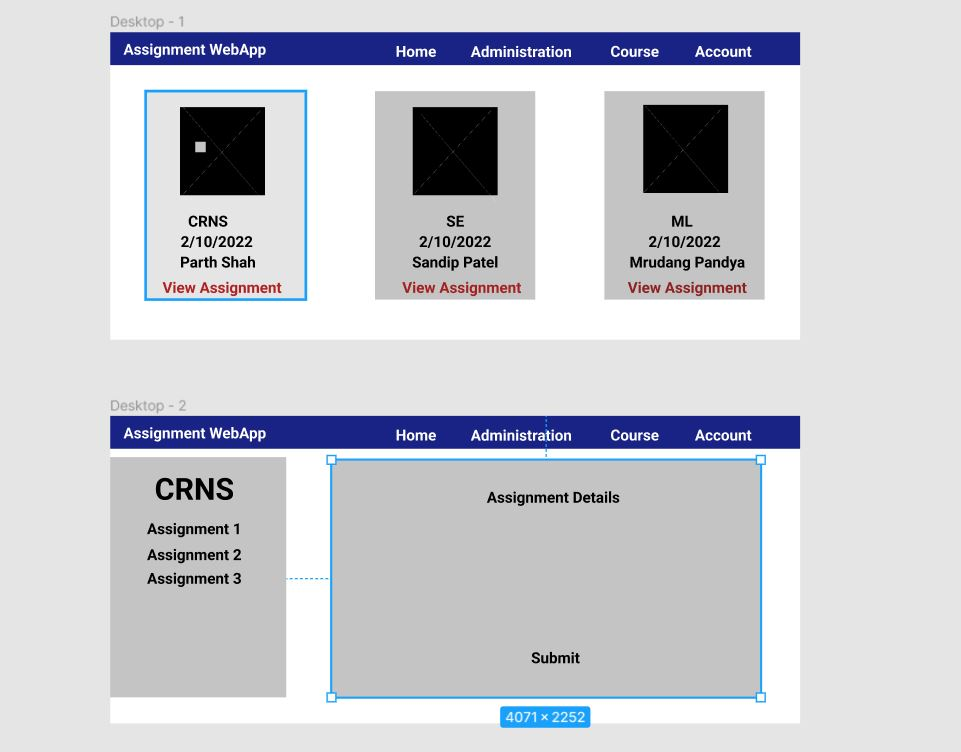 Desktop - 1
Assignment WebApp Home Administration Course Account
CRNS
2/10/2022
Parth Shah
View Assignment
SE
2/10/2022
Sandip Patel
View Assignment
ML
2/10/2022
Mrudang Pandya
View Assignment
Desktop - 2
Assignment WebApp Home Administration Course Account
CRNS
Assignment 1
Assignment 2
Assignment 3
Assignment Details
Submit
4071 × 2252